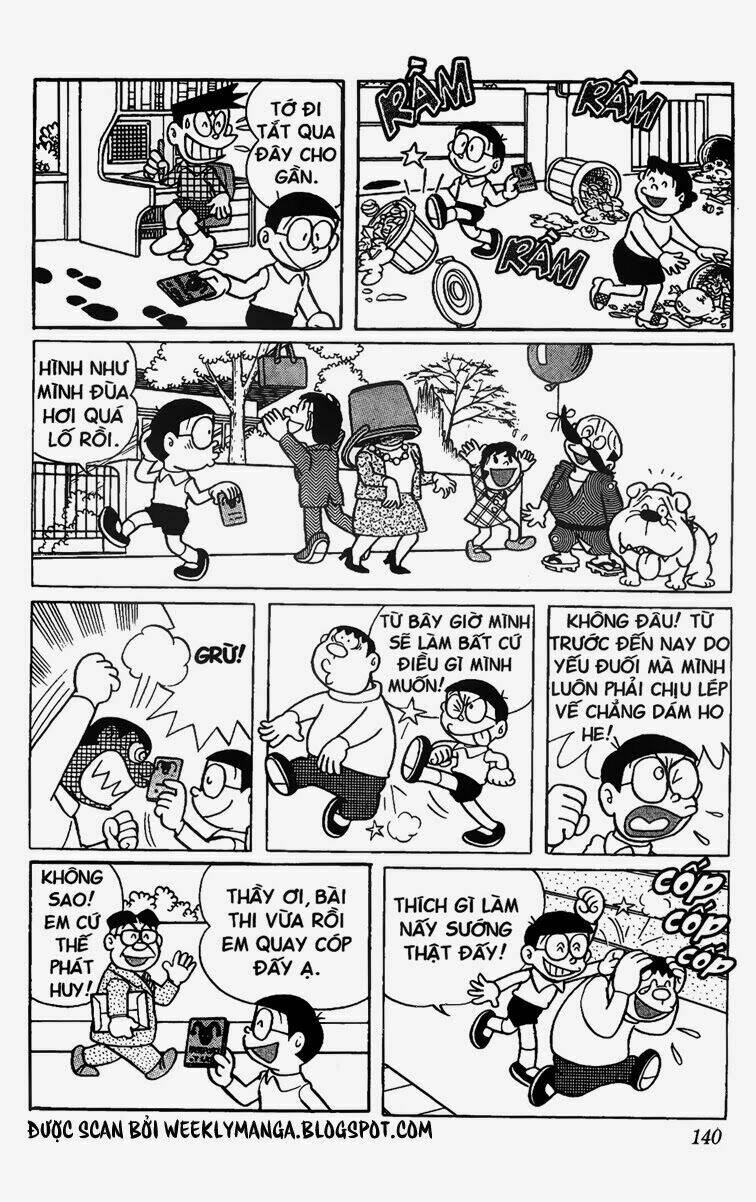 TỚ ĐI
TẮT QUA
ĐÂY CHO
GẦN.
RẦM
RẦM
RẦM
HÌNH NHƯ
MÌNH ĐÙA
HƠI QUÁ
LỐ RỒI.
GRỪ!
TỪ BÂY GIỜ MÌNH
SẼ LÀM BẤT CỨ
ĐIỀU GÌ MÌNH
MUỐN!
KHÔNG ĐÂU! TỪ
TRƯỚC ĐẾN NAY DO
YẾU ĐUỐI MÀ MÌNH
LUÔN PHẢI CHỊU LÉP
VẾ CHẲNG DÁM HO
HE!
KHÔNG
SAO!
EM CỨ
THẾ
PHÁT
HUY!
THẦY ƠI, BÀI
THI VỪA RỒI
EM QUAY CÓP
ĐẤY Ạ.
THÍCH GÌ LÀM
NẤY SƯỚNG
THẬT ĐẤY!
CỐP
CỐP
CỐP
ĐƯỢC SCAN BỞI WEEKLYMANGA.BLOGSPOT.COM
140